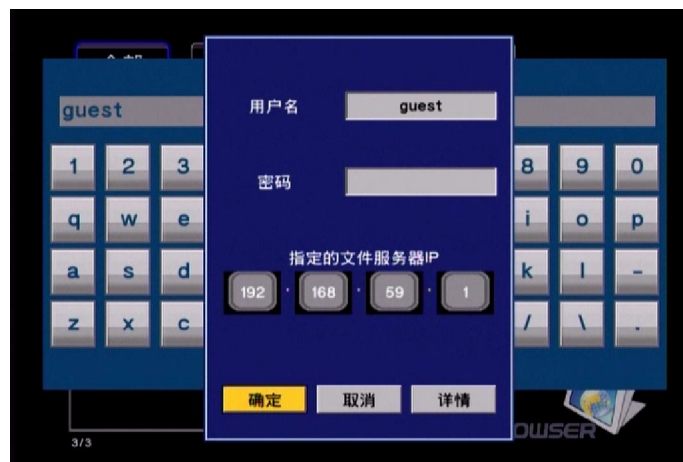 guest
用户名 guest
1 2 3 8 9 0
密码
q w e i o p
指定的文件服务器IP
a s d k l -
192 · 168 · 59 · 1
z x c / \ .
确定 取消 详情
OWSER
3/3